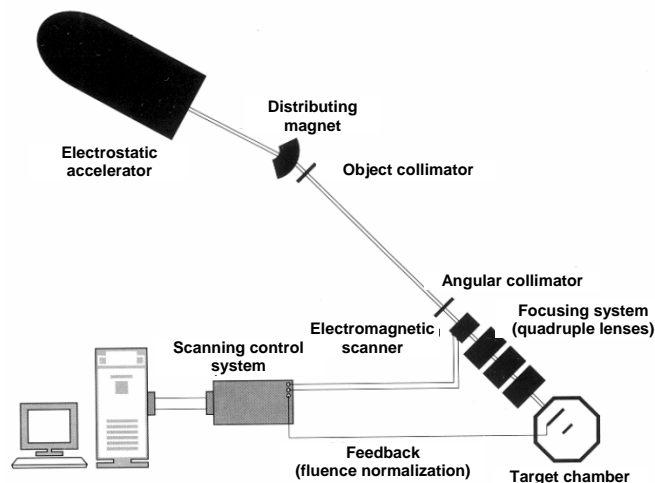 Distributing
magnet
Electrostatic
accelerator
Object collimator
Angular collimator
Focusing system
(quadruple lenses)
Electromagnetic
scanner
Scanning control
system
Feedback
(fluence normalization)
Target chamber